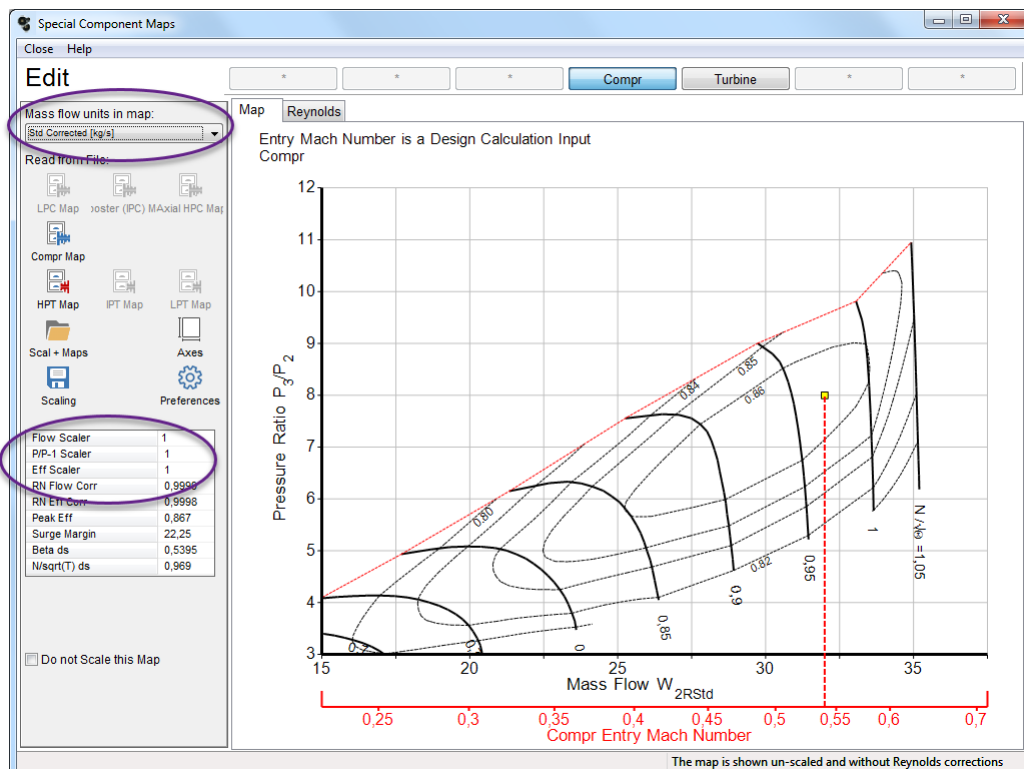 Special Component Maps
Close Help
Edit
* * * Compr Turbine * *
Mass flow units in map:
Std Corrected [kg/s]
Read from File:
LPC Map ooster (IPC) M Axial HPC Map
Compr Map
HPT Map IPT Map LPT Map
Scal + Maps Axes
Scaling Preferences
Flow Scaler 1
P/P-1 Scaler 1
Eff Scaler 1
RN Flow Corr 0,9998
RN Eff Corr 0,9998
Peak Eff 0,867
Surge Margin 22,25
Beta ds 0,5395
N/sqrt(T) ds 0,969
Do not Scale this Map
Map Reynolds
Entry Mach Number is a Design Calculation Input
Compr
12
11
10
9
8
7
6
5
4
3
Pressure Ratio P3/P2
0.80
0.84
0.85
0.86
0.82
0,85
0,9
0,95
1
N/√Θ =1,05
15 20 25 30 35
Mass Flow W2RStd
0,25 0,3 0,35 0,4 0,45 0,5 0,55 0,6 0,7
Compr Entry Mach Number
The map is shown un-scaled and without Reynolds corrections